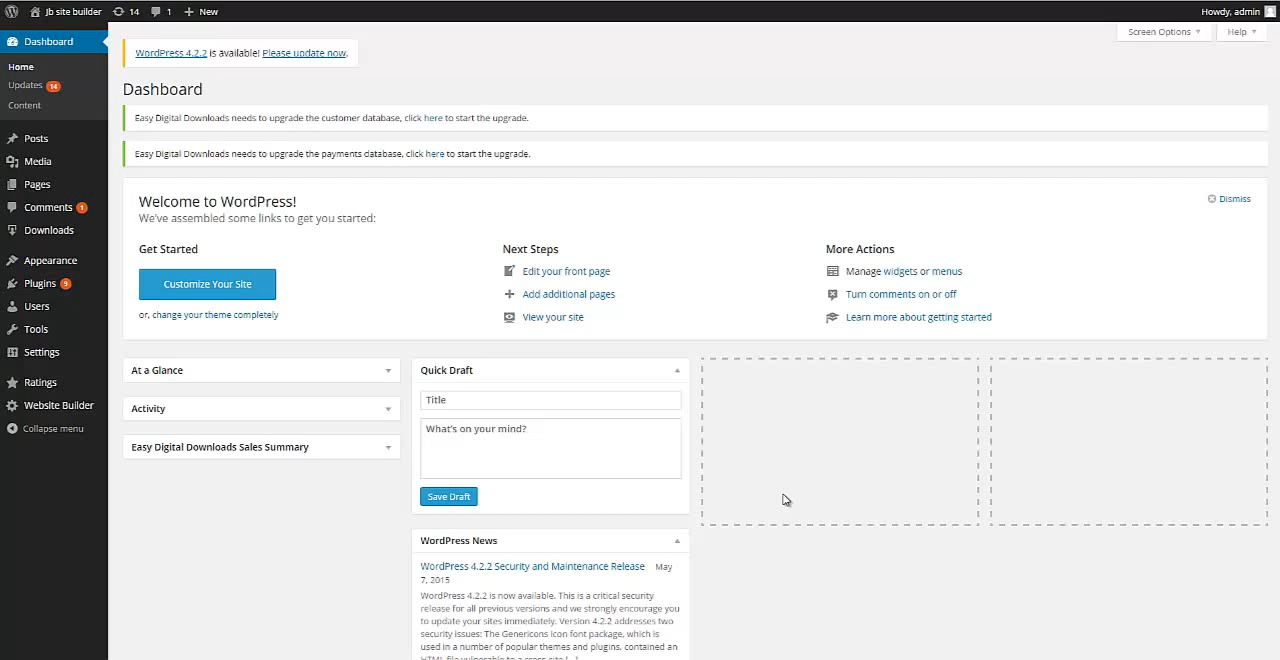 Jb site builder 14 1 New Howdy, admin
Dashboard
Home
Updates 14
Content
Posts
Media
Pages
Comments 1
Downloads
Appearance
Plugins 5
Users
Tools
Settings
Ratings
Website Builder
Collapse menu
Screen Options Help
WordPress 4.2.2 is available! Please update now.
Dashboard
Easy Digital Downloads needs to upgrade the customer database, click here to start the upgrade.
Easy Digital Downloads needs to upgrade the payments database, click here to start the upgrade.
Welcome to WordPress!
Dismiss
We've assembled some links to get you started:
Get Started
Customize Your Site
or, change your theme completely
Next Steps
Edit your front page
Add additional pages
View your site
More Actions
Manage widgets or menus
Turn comments on or off
Learn more about getting started
At a Glance
Activity
Easy Digital Downloads Sales Summary
Quick Draft
Title
What's on your mind?
Save Draft
WordPress News
WordPress 4.2.2 Security and Maintenance Release May
7, 2015
WordPress 4.2.2 is now available. This is a critical security
release for all previous versions and we strongly encourage you
to update your sites immediately. Version 4.2.2 addresses two
security issues: The Genericons icon font package, which is
used in a number of popular themes and plugins, contained an
HTML file vulnerable to a cross-site [...]